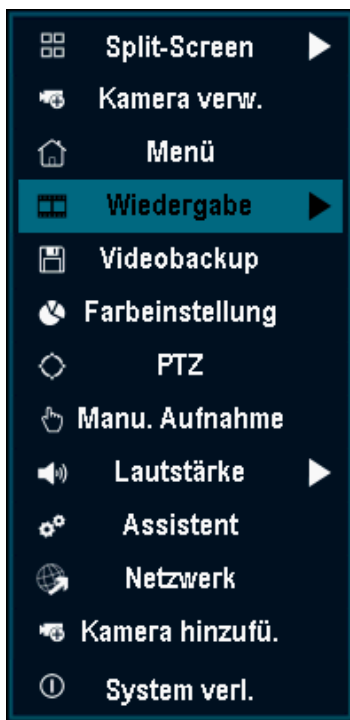 Split-Screen
Kamera verw.
Menü
Wiedergabe
Videobackup
Farbeinstellung
PTZ
Manu. Aufnahme
Lautstärke
Assistent
Netzwerk
Kamera hinzufü.
System verl.